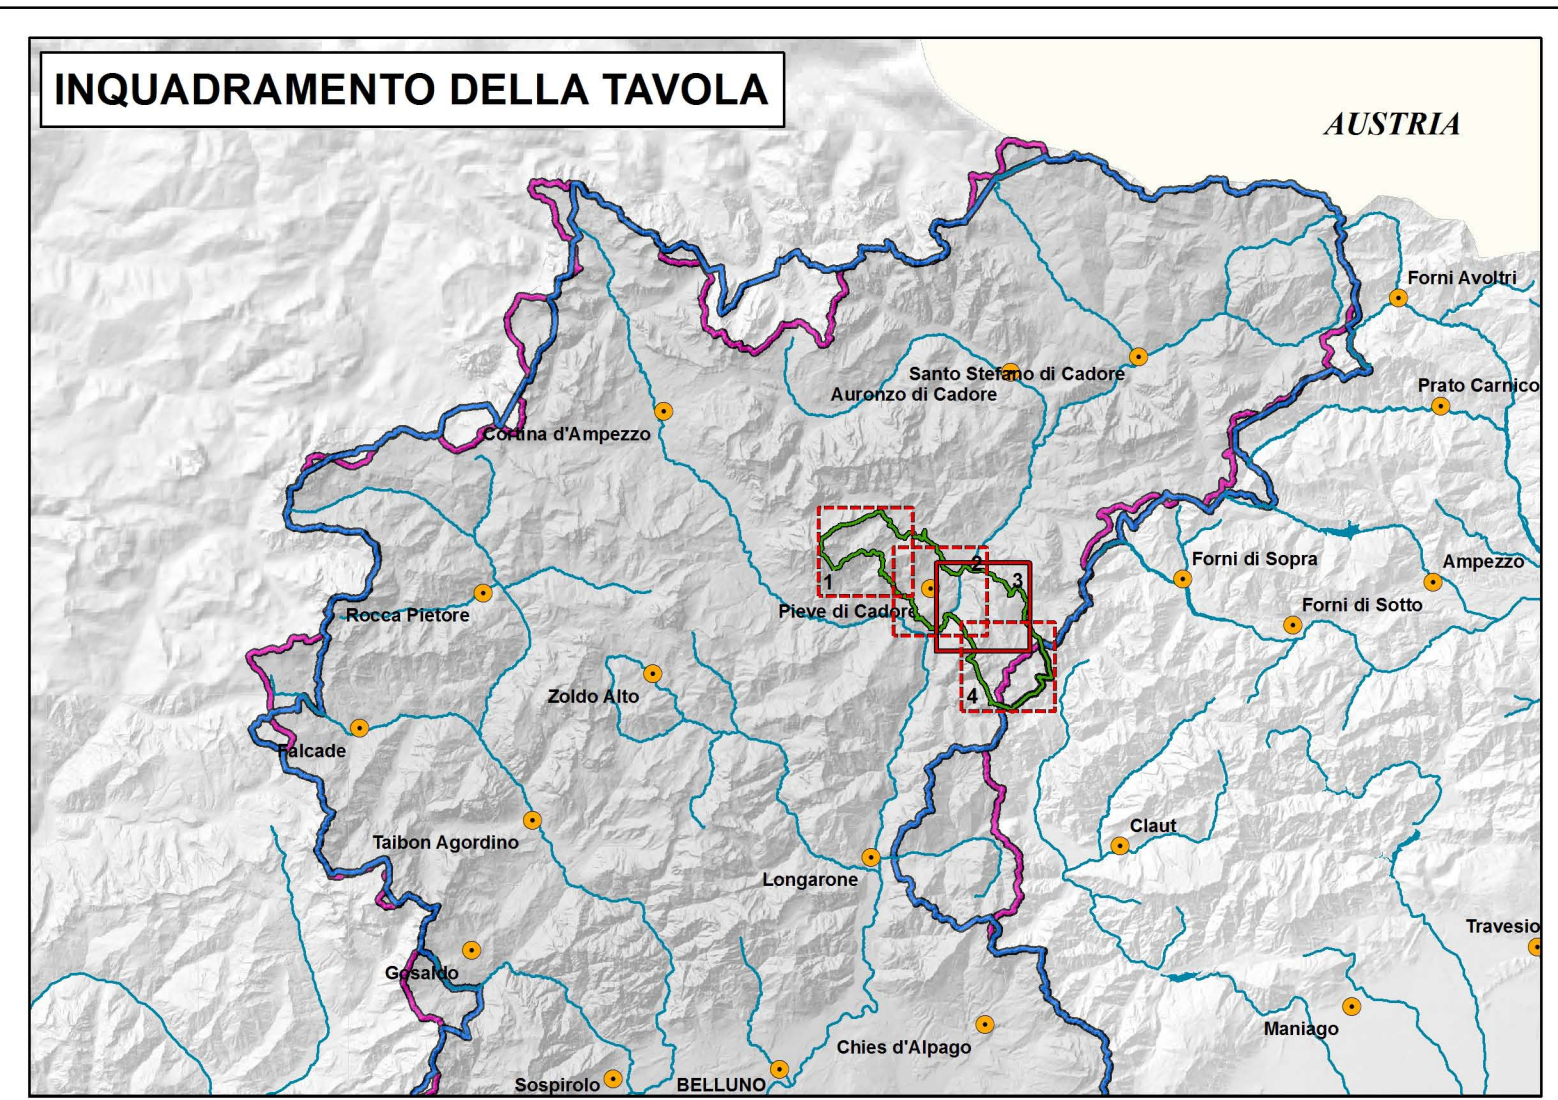 INQUADRAMENTO DELLA TAVOLA
AUSTRIA
Forni Avoltri
Santo Stefano di Cadore
Auronzo di Cadore
Prato Carnico
Cortina d'Ampezzo
Forni di Sopra
Ampezzo
2
3
1
Pieve di Cadore
Rocca Pietore
Forni di Sotto
Zoldo Alto
4
Falcade
Taibon Agordino
Claut
Longarone
Travesio
Gosaldo
Maniago
Chies d'Alpago
Sospirolo
BELLUNO